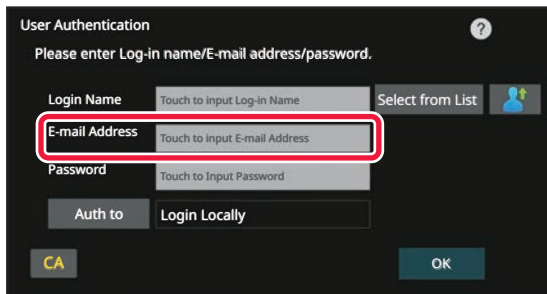 User Authentication ?
Please enter Log-in name/E-mail address/password.
Login Name Touch to input Log-in Name Select from List
E-mail Address Touch to input E-mail Address
Password Touch to Input Password
Auth to Login Locally
CA OK